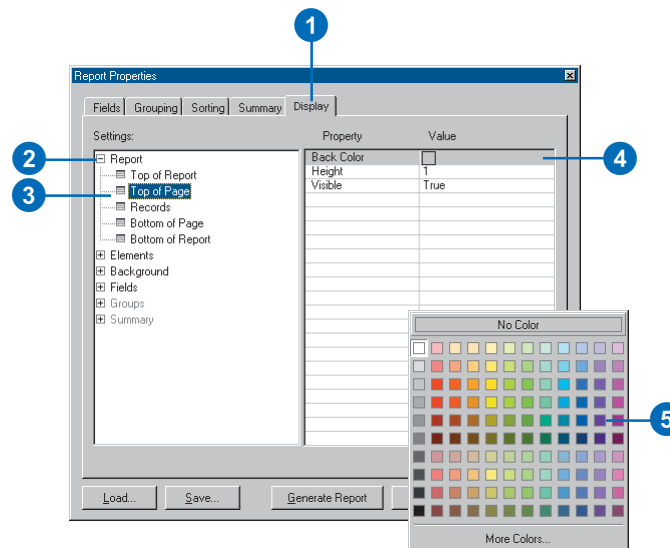 1
Report Properties
Fields Grouping Sorting Summary Display
Settings:
Property Value
2
Report
Back Color
4
Top of Report
Height 1
3
Top of Page
Visible True
Records
Bottom of Page
Bottom of Report
Elements
Background
Fields
Groups
Summary
No Color
5
Load... Save... Generate Report
More Colors...